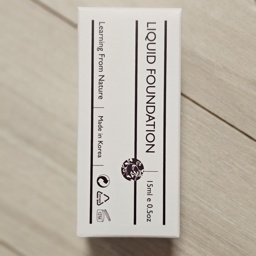 LIQUID FOUNDATION
15ml e 0.5oz
Learning From Nature
Made in Korea